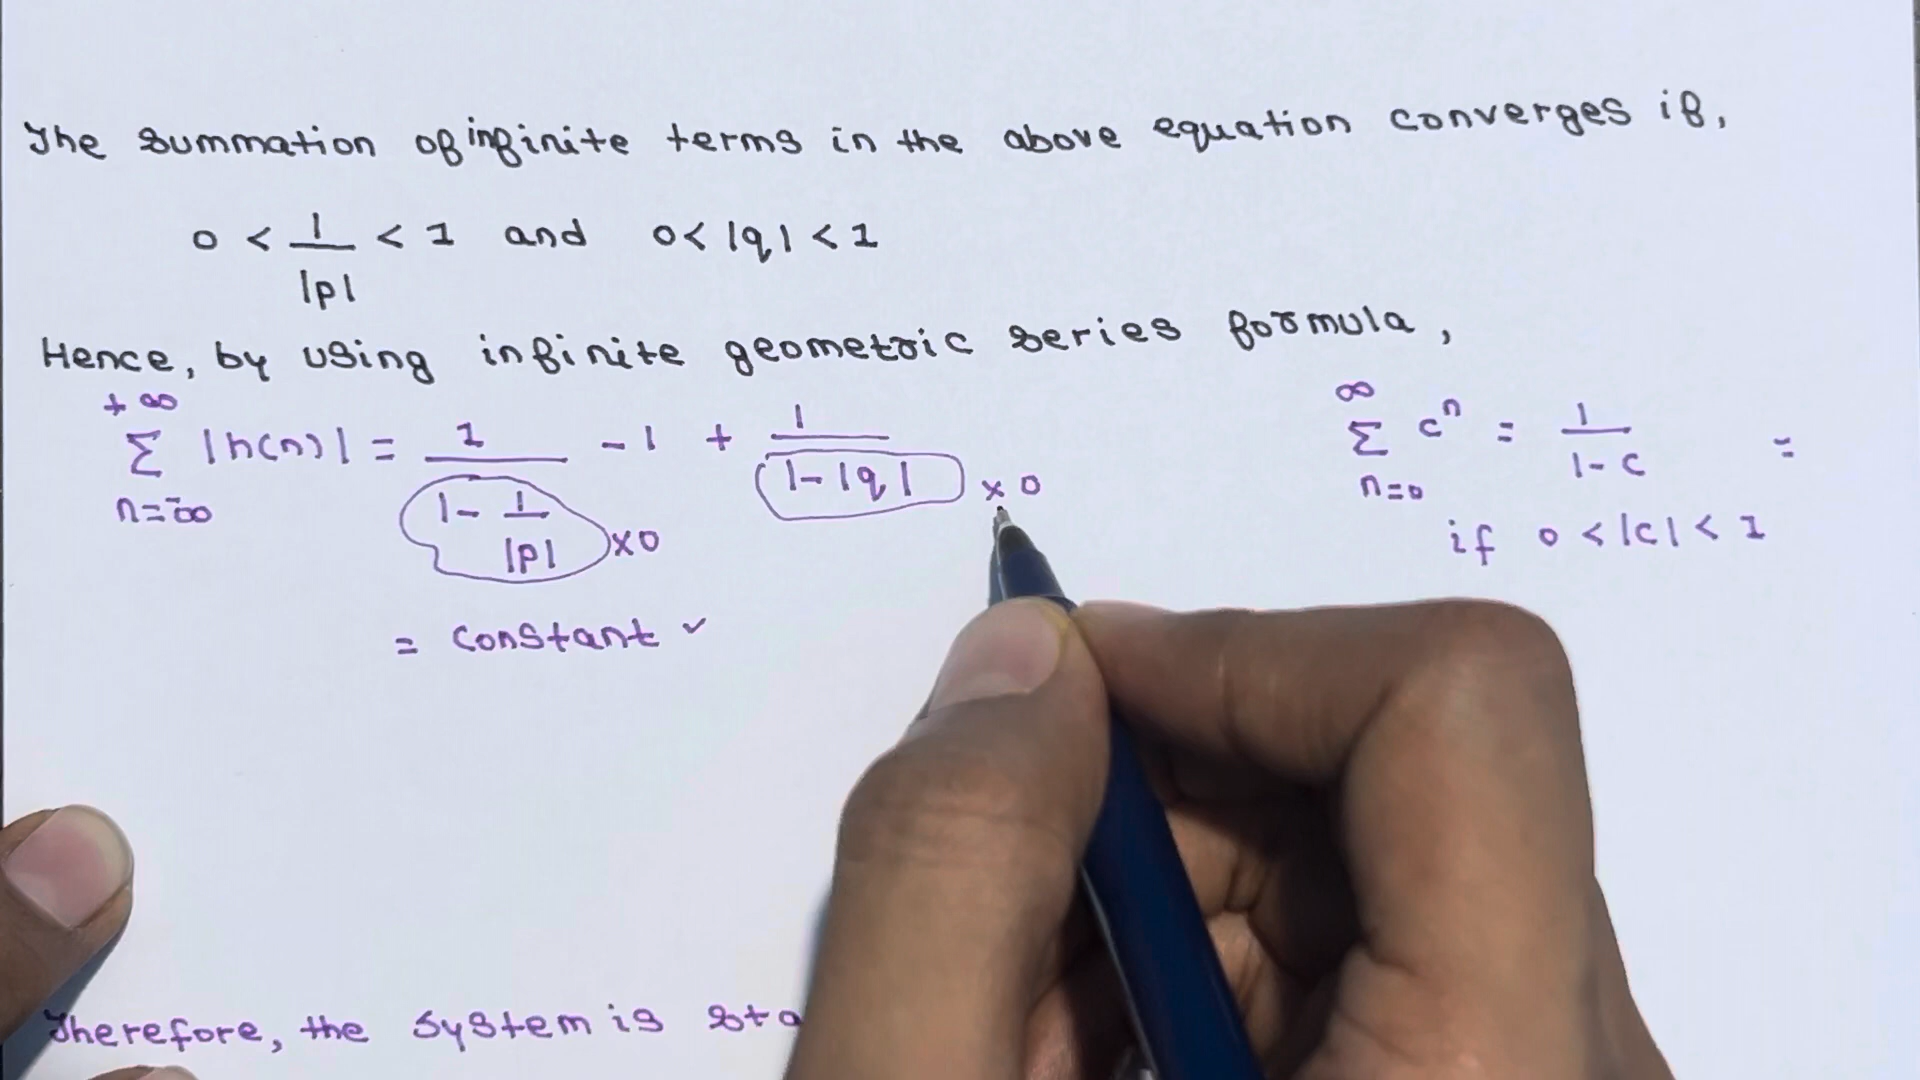 The summation of infinite terms in the above equation converges if,
0 < 1/|p| < 1 and 0 < |q| < 1
Hence, by using infinite geometric series formula,
+∞ Σ n=-∞ |h(n)| = 1/(1 - 1/|p|) - 1 + 1/(1-|q|)
×0 ×0
= constant ✓
∞ Σ n=0 cⁿ = 1/(1-c) =
if 0 < |c| < 1
Therefore, the system is